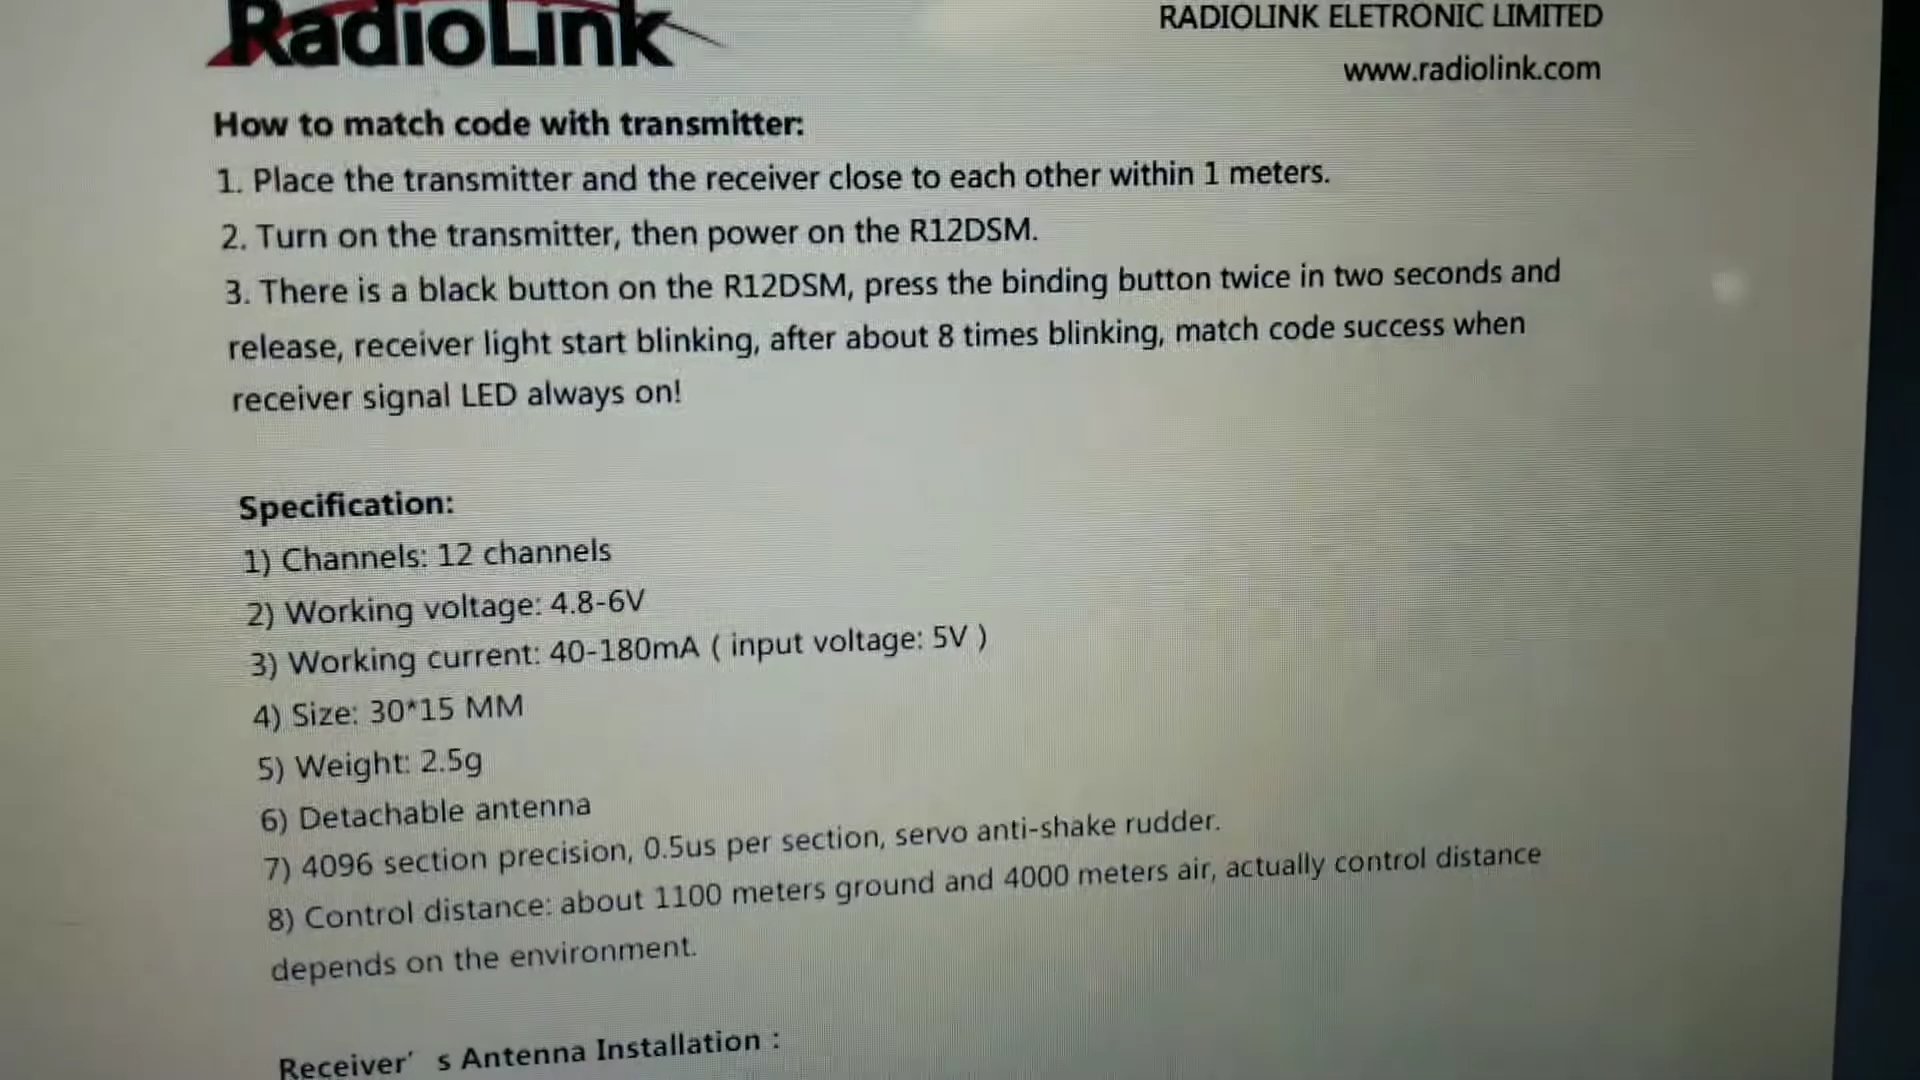 RadioLink
RADIOLINK ELETRONIC LIMITED
www.radiolink.com
How to match code with transmitter:
1. Place the transmitter and the receiver close to each other within 1 meters.
2. Turn on the transmitter, then power on the R12DSM.
3. There is a black button on the R12DSM, press the binding button twice in two seconds and
release, receiver light start blinking, after about 8 times blinking, match code success when
receiver signal LED always on!
Specification:
1) Channels: 12 channels
2) Working voltage: 4.8-6V
3) Working current: 40-180mA ( input voltage: 5V )
4) Size: 30*15 MM
5) Weight: 2.5g
6) Detachable antenna
7) 4096 section precision, 0.5us per section, servo anti-shake rudder.
8) Control distance: about 1100 meters ground and 4000 meters air, actually control distance
depends on the environment.
Receiver' s Antenna Installation :